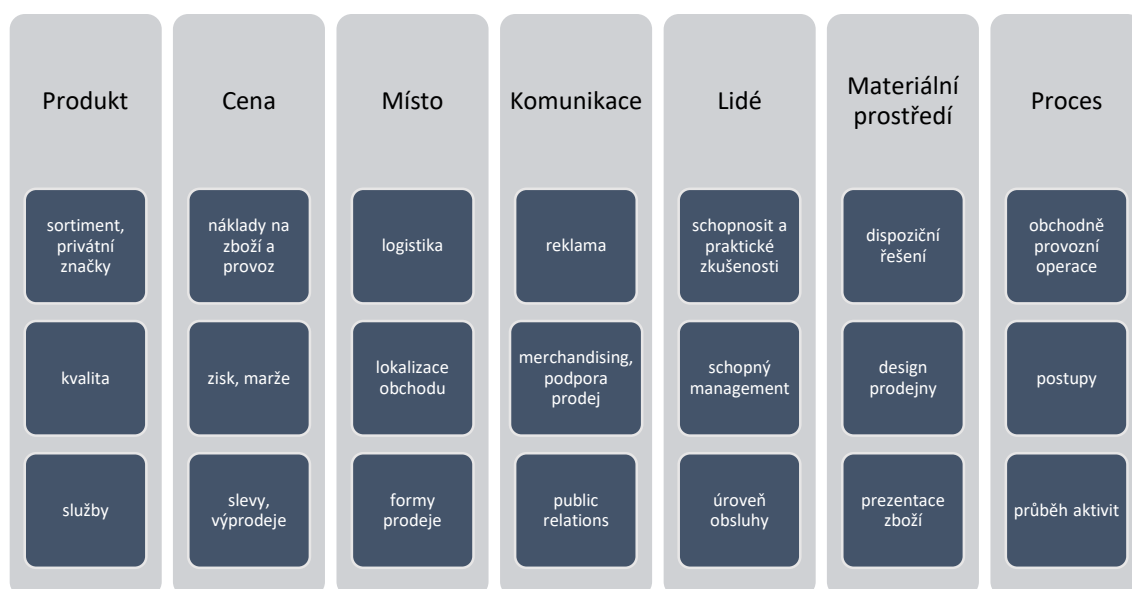 Produkt
Cena
Místo
Komunikace
Lidé
Materiální
prostředí
Proces
sortiment,
privátní
značky
náklady na
zboží a
provoz
logistika
reklama
schopnosit a
praktické
zkušenosti
dispoziční
řešení
obchodně
provozní
operace
kvalita
zisk, marže
lokalizace
obchodu
merchandising,
podpora
prodej
schopný
management
design
prodejny
postupy
služby
slevy,
výprodeje
formy
prodeje
public
relations
úroveň
obsluhy
prezentace
zboží
průběh aktivit